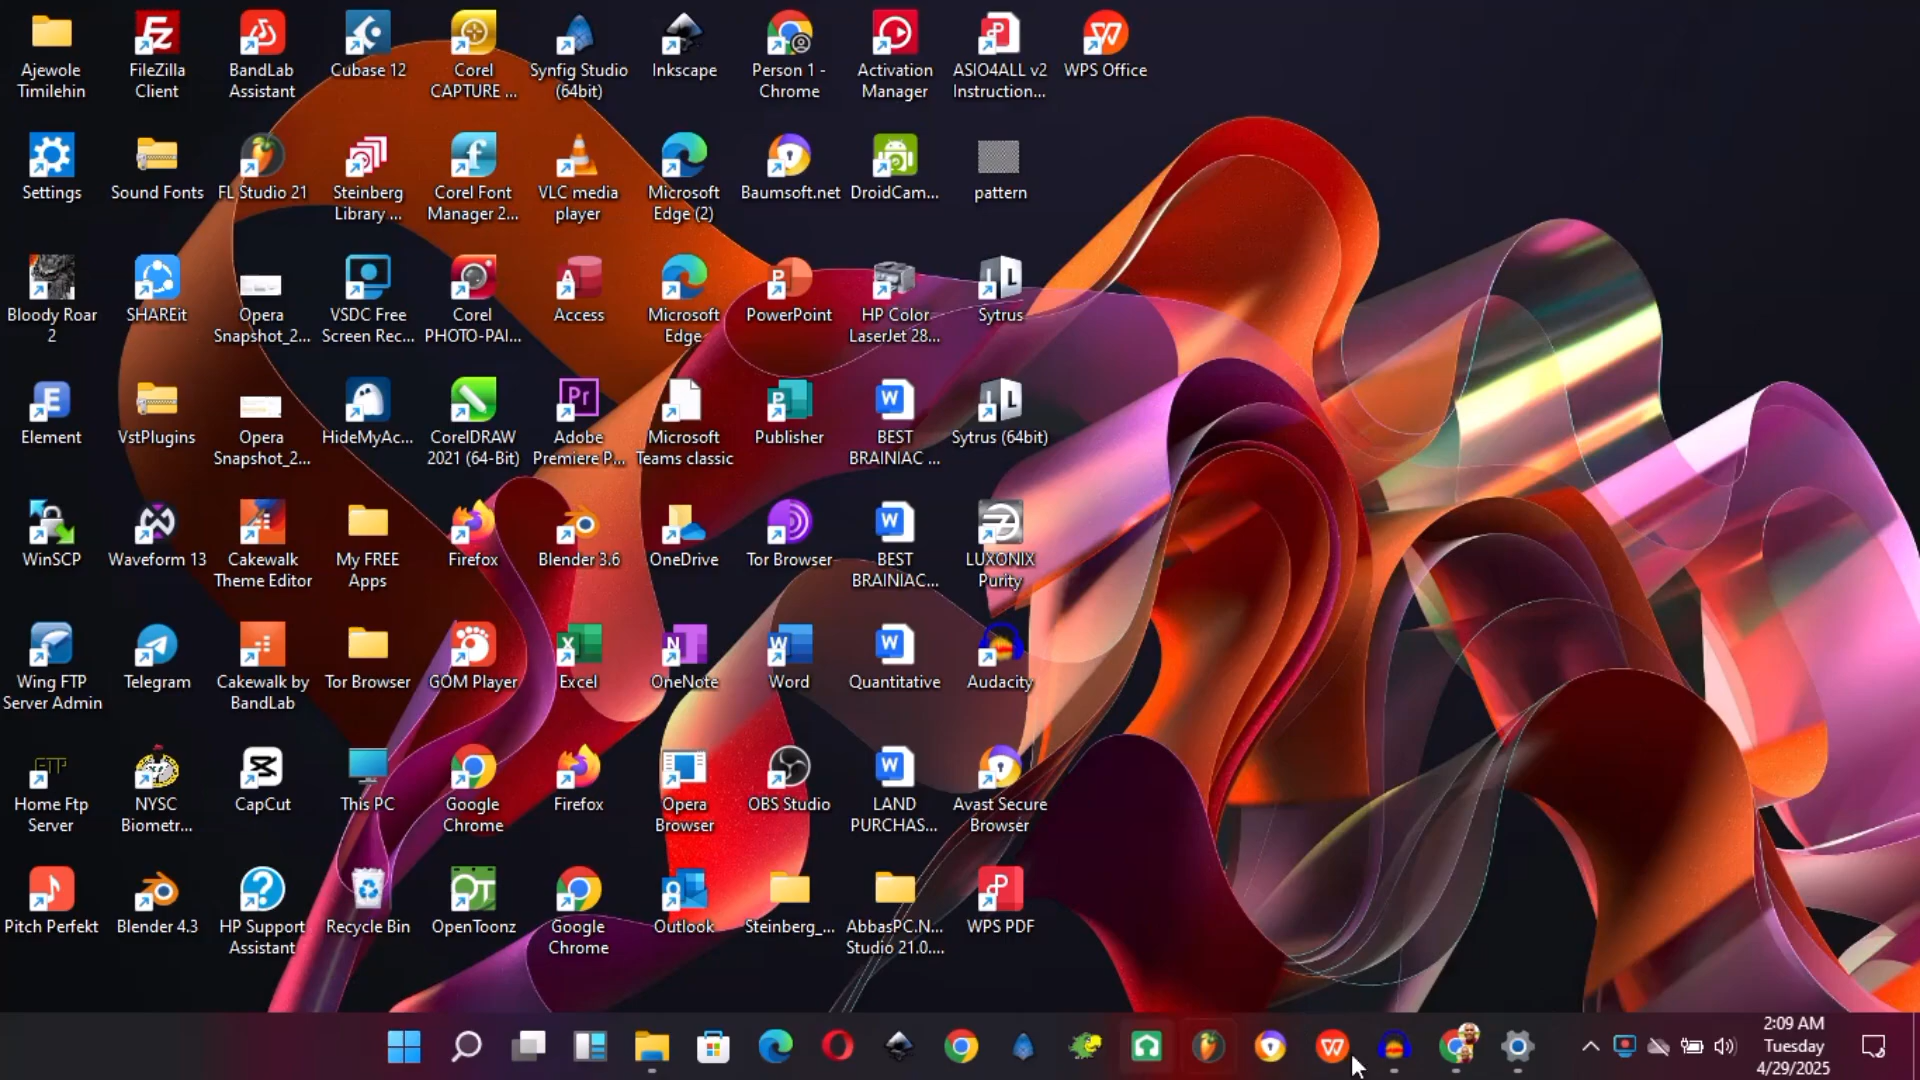 Ajewole
Timilehin
FileZilla
Client
BandLab
Assistant
Cubase 12
Corel
CAPTURE ...
Synfig Studio
(64bit)
Inkscape
Person 1 -
Chrome
Activation
Manager
ASIO4ALL v2
Instruction...
WPS Office
Settings
Sound Fonts
FL Studio 21
Steinberg
Library ...
Corel Font
Manager 2...
VLC media
player
Microsoft
Edge (2)
Baumsoft.net
DroidCam...
pattern
Bloody Roar
2
SHAREit
Opera
Snapshot_2...
VSDC Free
Screen Rec...
Corel
PHOTO-PAI...
Access
Microsoft
Edge
PowerPoint
HP Color
LaserJet 28...
Sytrus
Element
VstPlugins
Opera
Snapshot_2...
HideMyAc...
CorelDRAW
2021 (64-Bit)
Adobe
Premiere P...
Microsoft
Teams classic
Publisher
BEST
BRAINIAC ...
Sytrus (64bit)
WinSCP
Waveform 13
Cakewalk
Theme Editor
My FREE
Apps
Firefox
Blender 3.6
OneDrive
Tor Browser
BEST
BRAINIAC...
LUXONIX
Purity
Wing FTP
Server Admin
Telegram
Cakewalk by
BandLab
Tor Browser
GOM Player
Excel
OneNote
Word
Quantitative
Audacity
Home Ftp
Server
NYSC
Biometr...
CapCut
This PC
Google
Chrome
Firefox
Opera
Browser
OBS Studio
LAND
PURCHAS...
Avast Secure
Browser
Pitch Perfekt
Blender 4.3
HP Support
Assistant
Recycle Bin
OpenToonz
Google
Chrome
Outlook
Steinberg_...
AbbasPC.N...
Studio 21.0....
WPS PDF
2:09 AM
Tuesday
4/29/2025